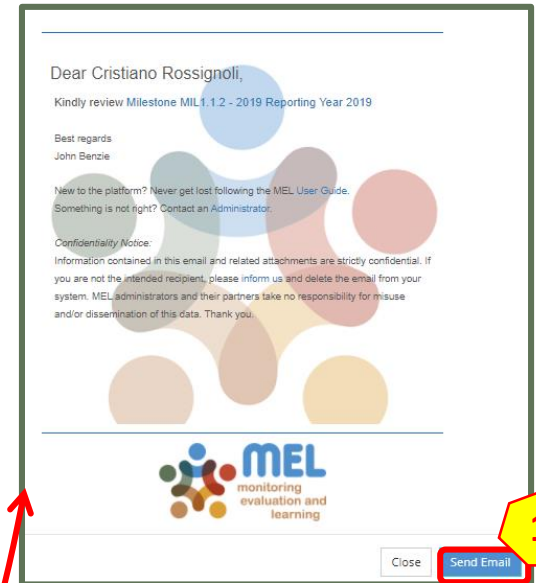 Dear Cristiano Rossignoli,
Kindly review Milestone MIL1.1.2 - 2019 Reporting Year 2019
Best regards
John Benzie
New to the platform? Never get lost following the MEL User Guide.
Something is not right? Contact an Administrator.
Confidentiality Notice:
Information contained in this email and related attachments are strictly confidential. If
you are not the intended recipient, please inform us and delete the email from your
system. MEL administrators and their partners take no responsibility for misuse
and/or dissemination of this data. Thank you.
MEL
monitoring
evaluation and
learning
Close
Send Email